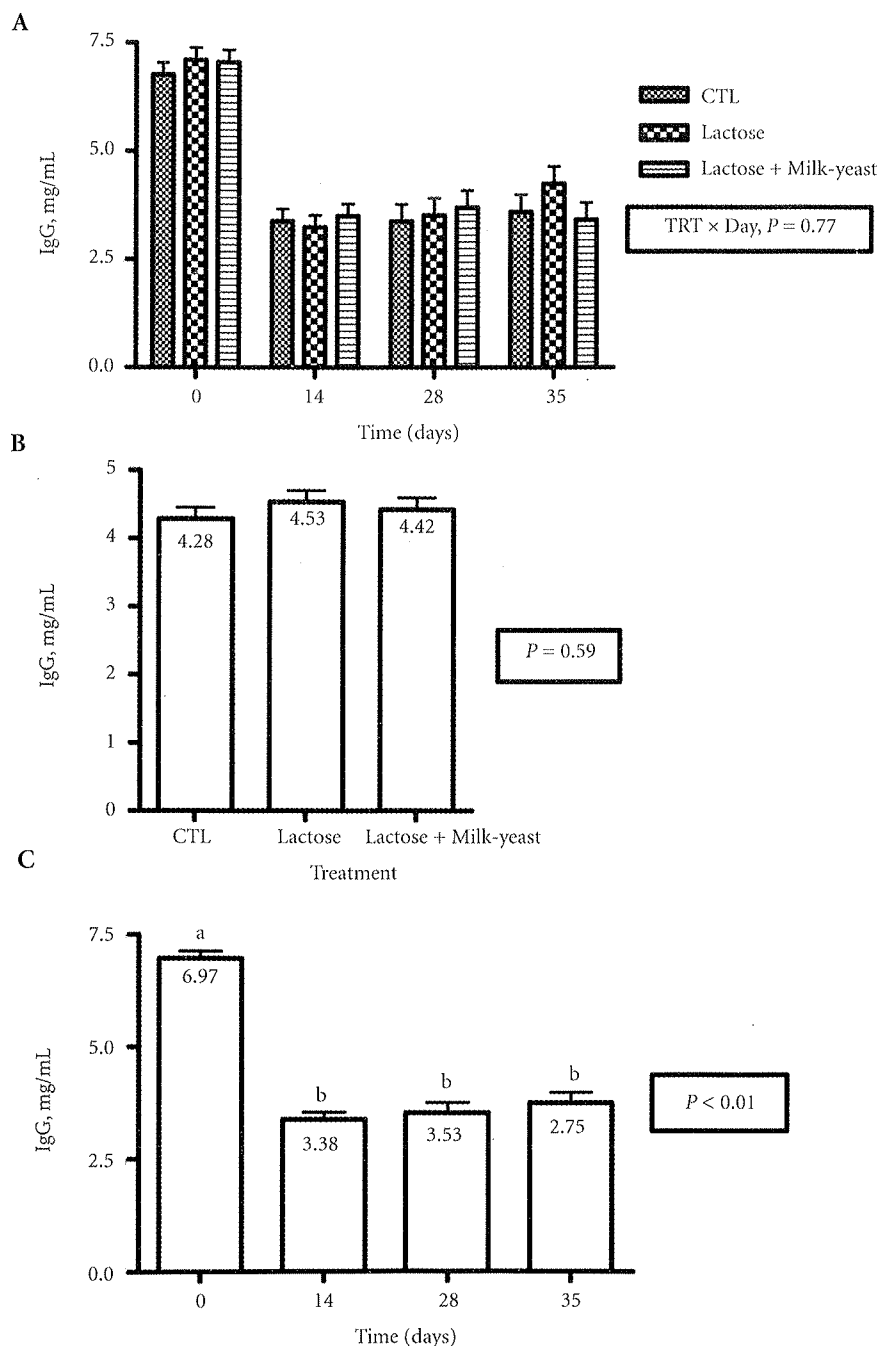 A
7.5
5.0
2.5
0.0
IgG, mg/mL
0 14 28 35
Time (days)
CTL
Lactose
Lactose + Milk-yeast
TRT × Day, P = 0.77
B
5
4
3
2
1
0
IgG, mg/mL
4.28 4.53 4.42
P = 0.59
CTL Lactose Lactose + Milk-yeast
Treatment
C
7.5
5.0
2.5
0.0
IgG, mg/mL
a b b b
6.97 3.38 3.53 2.75
P < 0.01
0 14 28 35
Time (days)